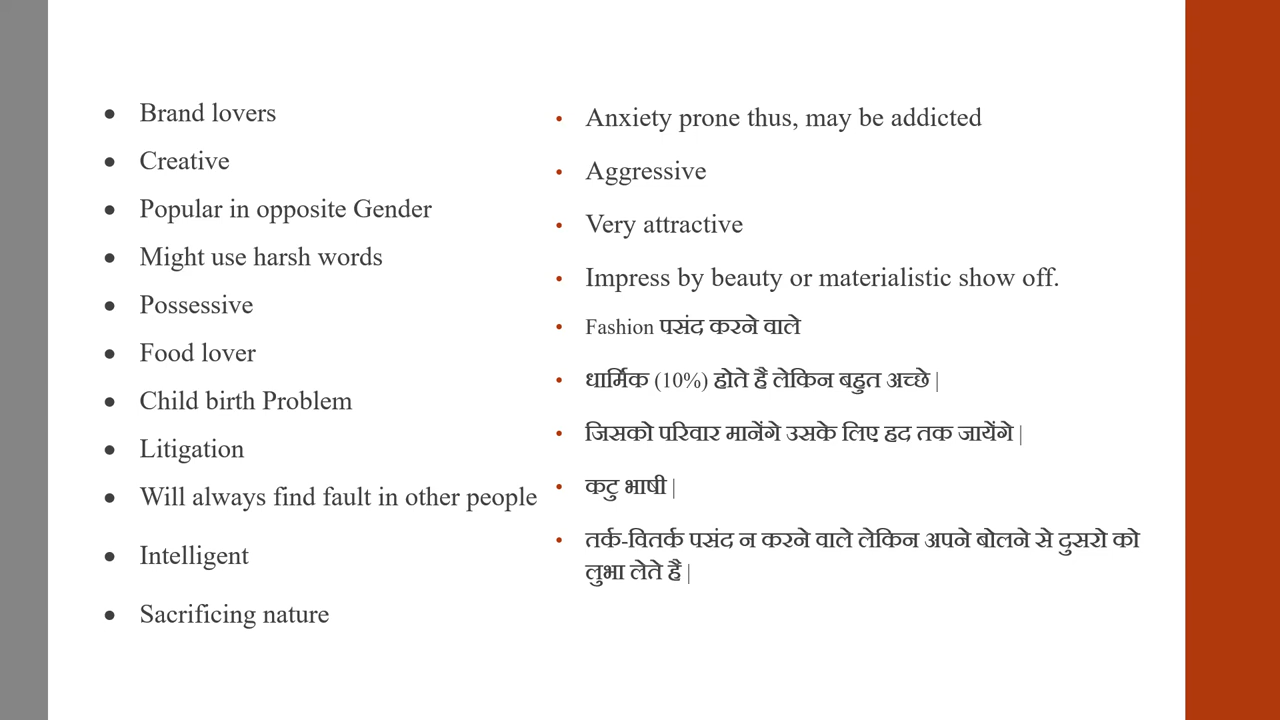 • Brand lovers
• Creative
• Popular in opposite Gender
• Might use harsh words
• Possessive
• Food lover
• Child birth Problem
• Litigation
• Will always find fault in other people
• Intelligent
• Sacrificing nature
• Anxiety prone thus, may be addicted
• Aggressive
• Very attractive
• Impress by beauty or materialistic show off.
• Fashion पसंद करने वाले
• धार्मिक (10%) होते है लेकिन बहुत अच्छे |
• जिसको परिवार मानेंगे उसके लिए हद तक जायेंगे |
• कटु भाषी |
• तर्क-वितर्क पसंद न करने वाले लेकिन अपने बोलने से दुसरो को
लुभा लेते हैं |